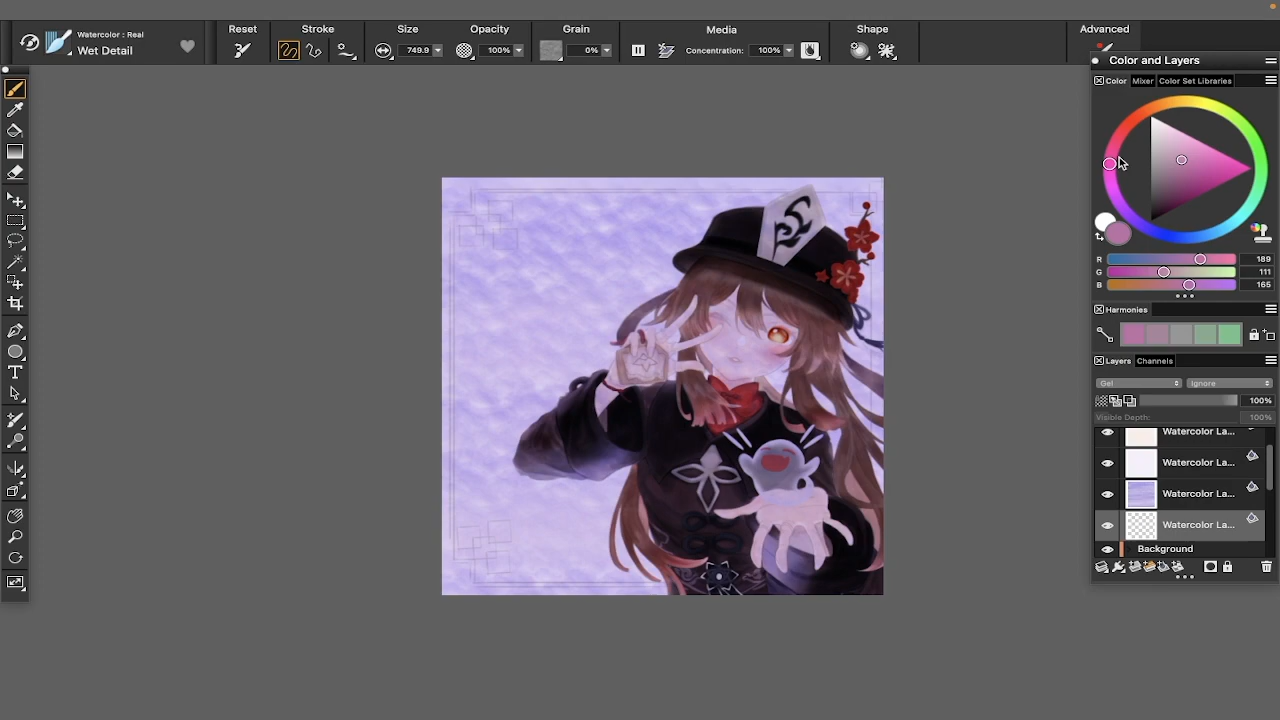 Watercolor : Real
Wet Detail
Reset
Stroke
Size
749.9
Opacity
100%
Grain
0%
Media
Concentration:
100%
Shape
Advanced
Color and Layers
Color
Mixer
Color Set Libraries
R
189
G
111
B
165
Harmonies
Layers
Channels
Gel
Ignore
100%
Visible Depth:
100%
Watercolor La...
Watercolor La...
Watercolor La...
Watercolor La...
Background